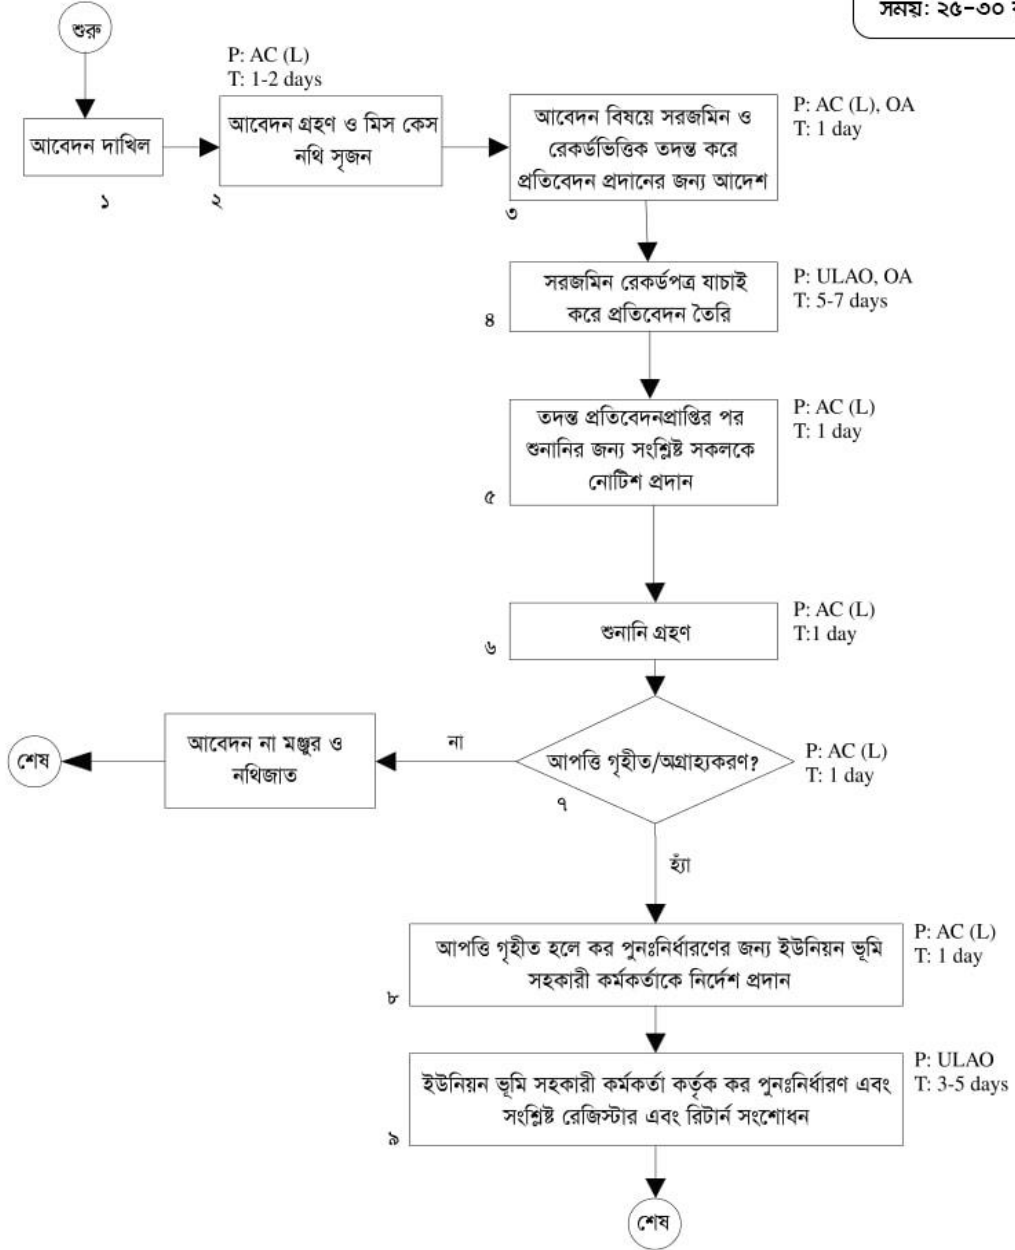 সময়: ২৫-৩০
শুরু
P: AC (L)
T: 1-2 days
আবেদন দাখিল
১
আবেদন গ্রহণ ও মিস কেস
নথি সৃজন
২
আবেদন বিষয়ে সরজমিন ও
রেকর্ডভিত্তিক তদন্ত করে
প্রতিবেদন প্রদানের জন্য আদেশ
৩
P: AC (L), OA
T: 1 day
সরজমিন রেকর্ডপত্র যাচাই
করে প্রতিবেদন তৈরি
৪
P: ULAO, OA
T: 5-7 days
তদন্ত প্রতিবেদনপ্রাপ্তির পর
শুনানির জন্য সংশ্লিষ্ট সকলকে
নোটিশ প্রদান
৫
P: AC (L)
T: 1 day
শুনানি গ্রহণ
৬
P: AC (L)
T:1 day
আপত্তি গৃহীত/অগ্রাহ্যকরণ?
৭
P: AC (L)
T: 1 day
না
আবেদন না মঞ্জুর ও
নথিজাত
শেষ
হ্যাঁ
আপত্তি গৃহীত হলে কর পুনঃনির্ধারণের জন্য ইউনিয়ন ভূমি
সহকারী কর্মকর্তাকে নির্দেশ প্রদান
৮
P: AC (L)
T: 1 day
ইউনিয়ন ভূমি সহকারী কর্মকর্তা কর্তৃক কর পুনঃনির্ধারণ এবং
সংশ্লিষ্ট রেজিস্টার এবং রিটার্ন সংশোধন
৯
P: ULAO
T: 3-5 days
শেষ